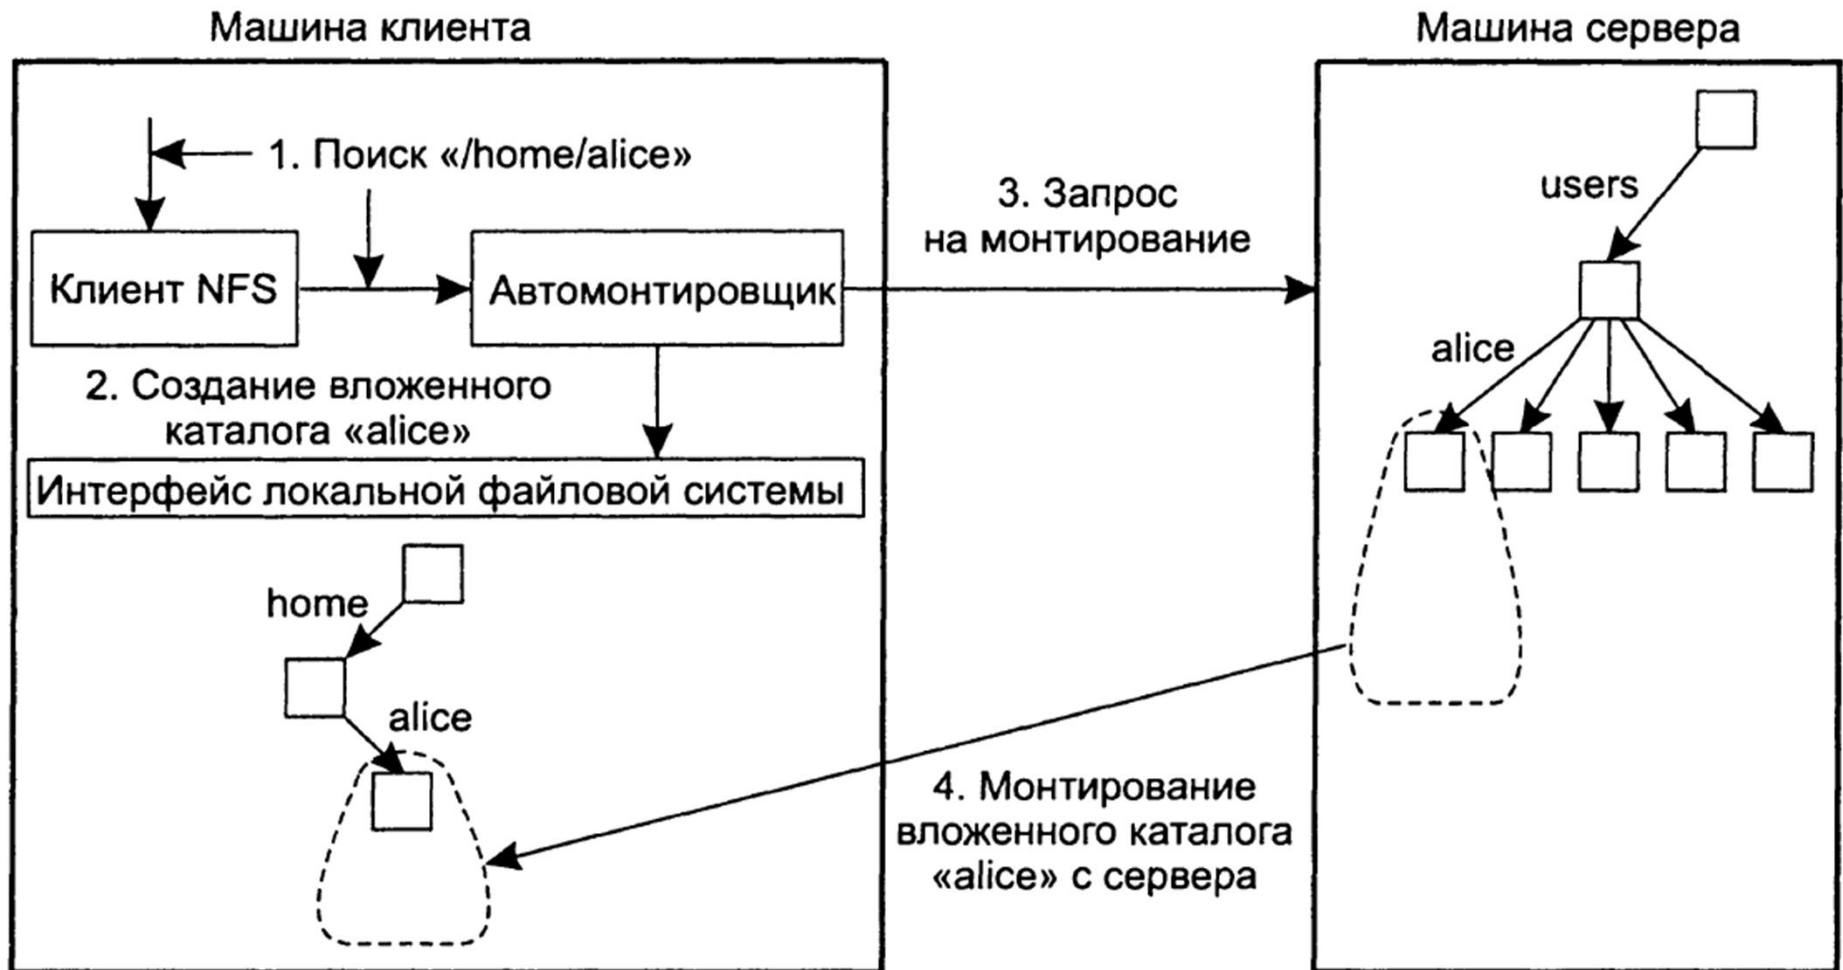 Машина клиента
Машина сервера
1. Поиск «/home/alice»
Клиент NFS
Автомонтировщик
3. Запрос
на монтирование
2. Создание вложенного
каталога «alice»
Интерфейс локальной файловой системы
home
alice
users
alice
4. Монтирование
вложенного каталога
«alice» с сервера